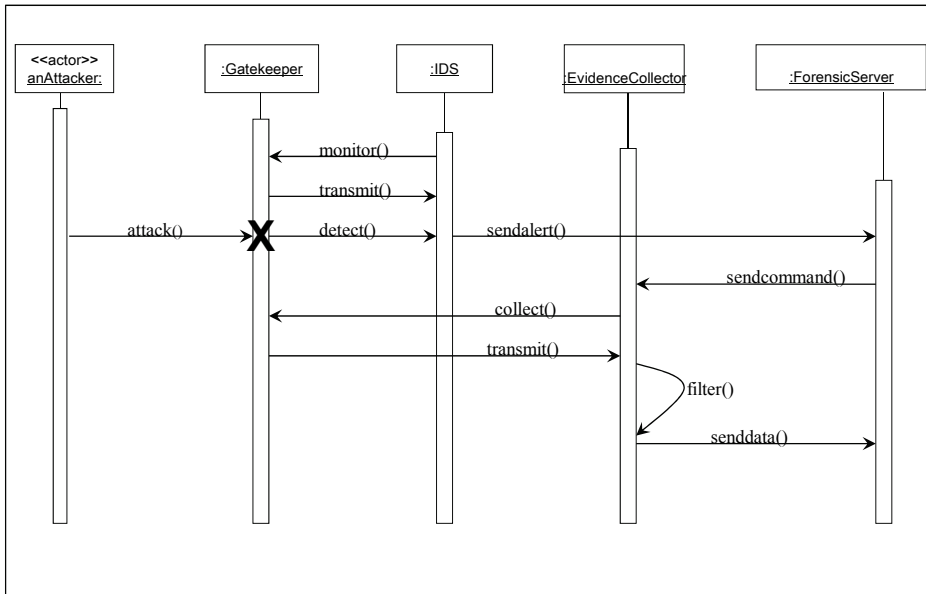 <<actor>>
anAttacker:
:Gatekeeper
:IDS
:EvidenceCollector
:ForensicServer
monitor()
transmit()
attack()
X
detect()
sendalert()
sendcommand()
collect()
transmit()
filter()
senddata()